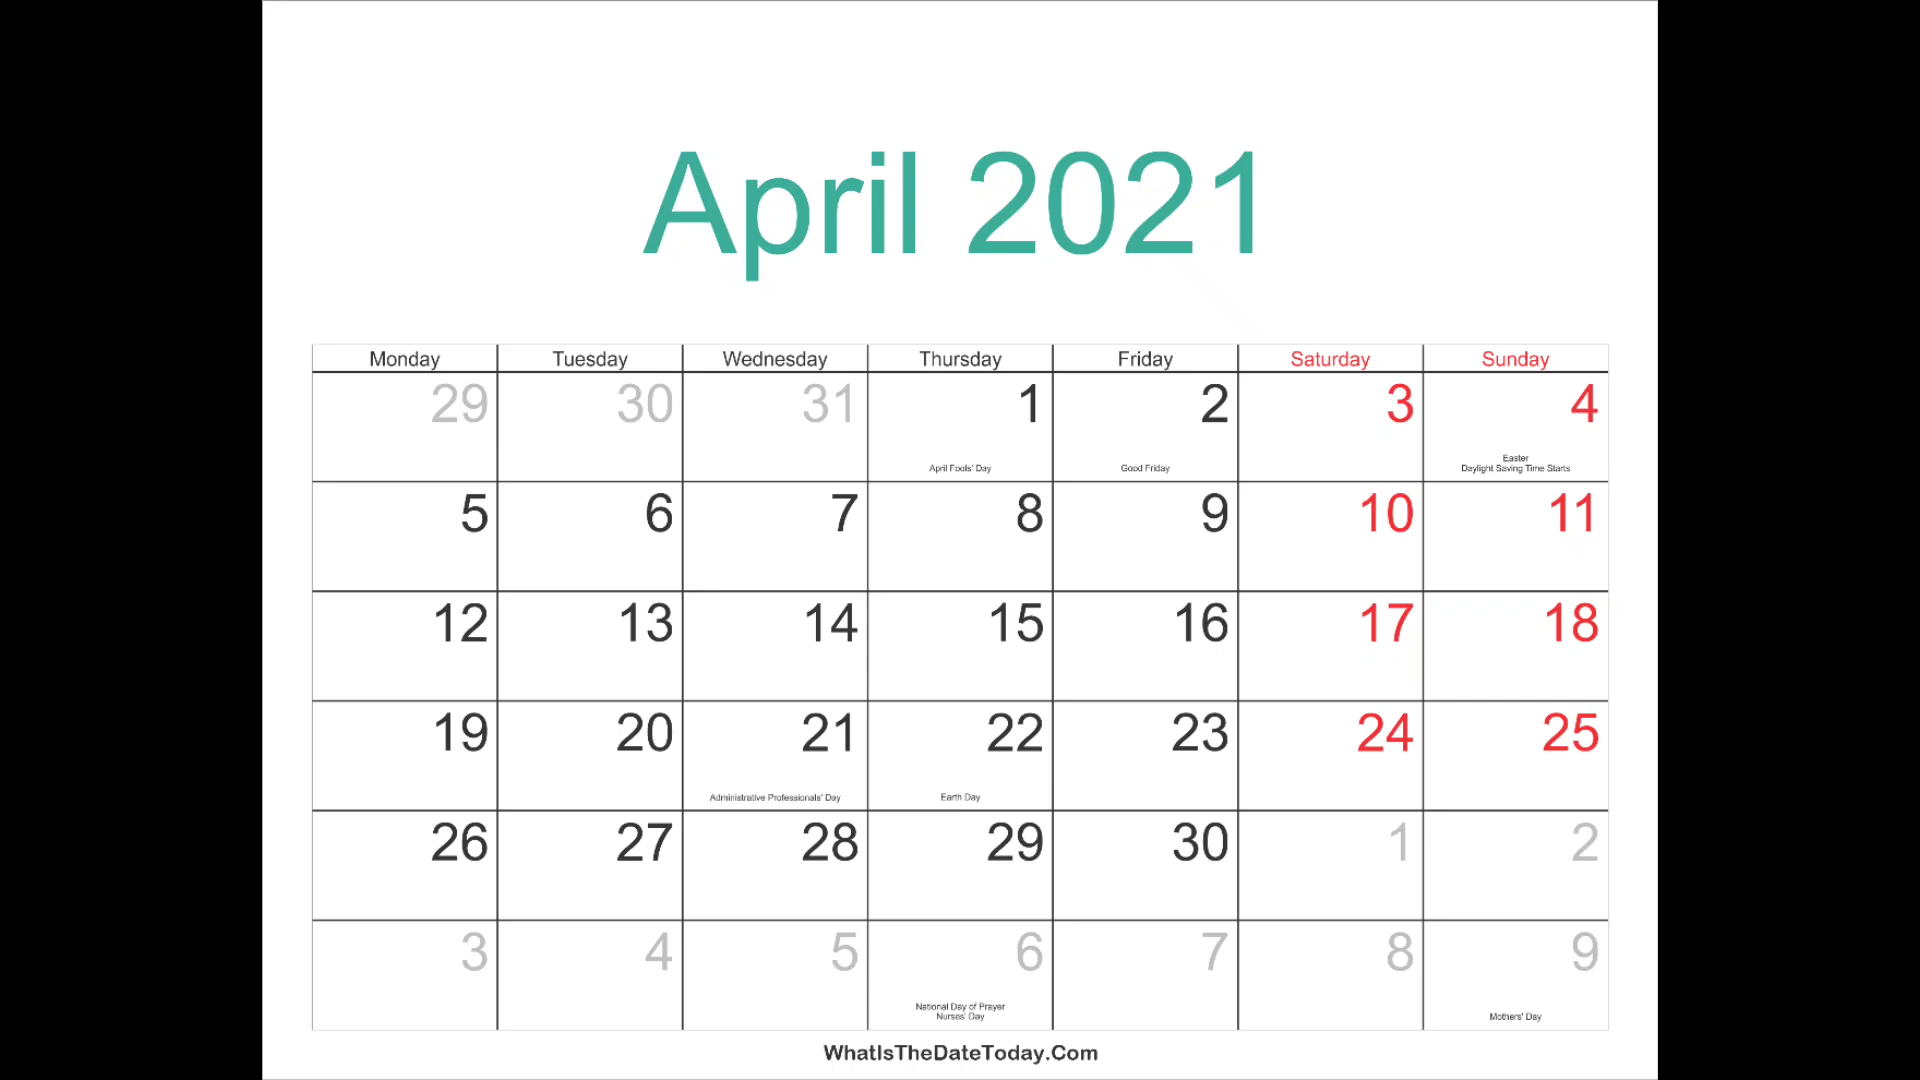 April 2021
Monday Tuesday Wednesday Thursday Friday Saturday Sunday
29 30 31 1 2 3 4
April Fools' Day Good Friday Easter
Daylight Saving Time Starts
5 6 7 8 9 10 11
12 13 14 15 16 17 18
19 20 21 22 23 24 25
Administrative Professionals' Day Earth Day
26 27 28 29 30 1 2
3 4 5 6 7 8 9
National Day of Prayer
Nurses' Day Mothers' Day
WhatIsTheDateToday.Com